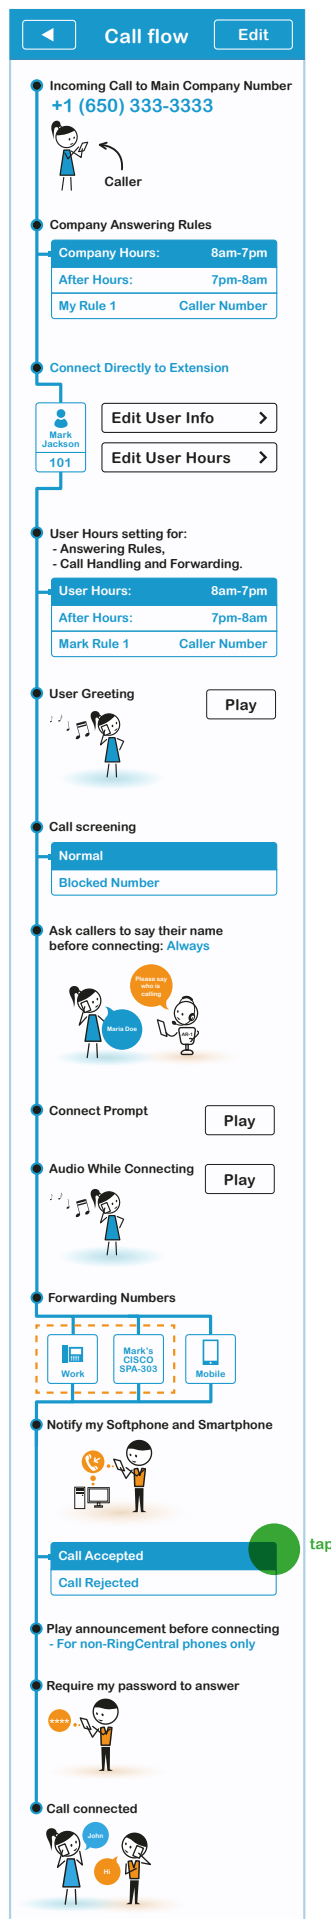 Call flow
Edit
Incoming Call to Main Company Number
+1 (650) 333-3333
Caller
Company Answering Rules
Company Hours: 8am-7pm
After Hours: 7pm-8am
My Rule 1 Caller Number
Connect Directly to Extension
Mark
Jackson
101
Edit User Info
Edit User Hours
User Hours setting for:
- Answering Rules,
- Call Handling and Forwarding.
User Hours: 8am-7pm
After Hours: 7pm-8am
Mark Rule 1 Caller Number
User Greeting
Play
Call screening
Normal
Blocked Number
Ask callers to say their name
before connecting: Always
Please say
who is
calling
Maria Doe
AR-1
Connect Prompt
Play
Audio While Connecting
Play
Forwarding Numbers
Work
Mark's
CISCO
SPA-303
Mobile
Notify my Softphone and Smartphone
Call Accepted
tap
Call Rejected
Play announcement before connecting
- For non-RingCentral phones only
Require my password to answer
****
Call connected
John
Hi